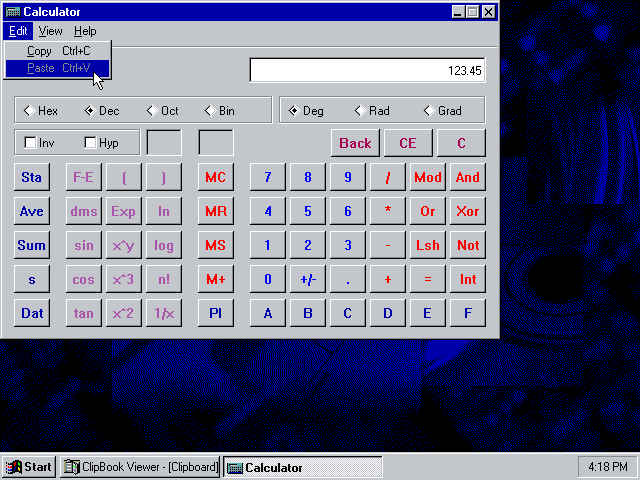 Calculator
Edit View Help
Copy Ctrl+C
Paste Ctrl+V
123.45
Hex Dec Oct Bin Deg Rad Grad
Inv Hyp Back CE C
Sta F-E ( ) MC 7 8 9 / Mod And
Ave dms Exp ln MR 4 5 6 * Or Xor
Sum sin x^y log MS 1 2 3 - Lsh Not
s cos x^3 n! M+ 0 +/- . + = Int
Dat tan x^2 1/x PI A B C D E F
Start ClipBook Viewer - [Clipboard] Calculator 4:18 PM